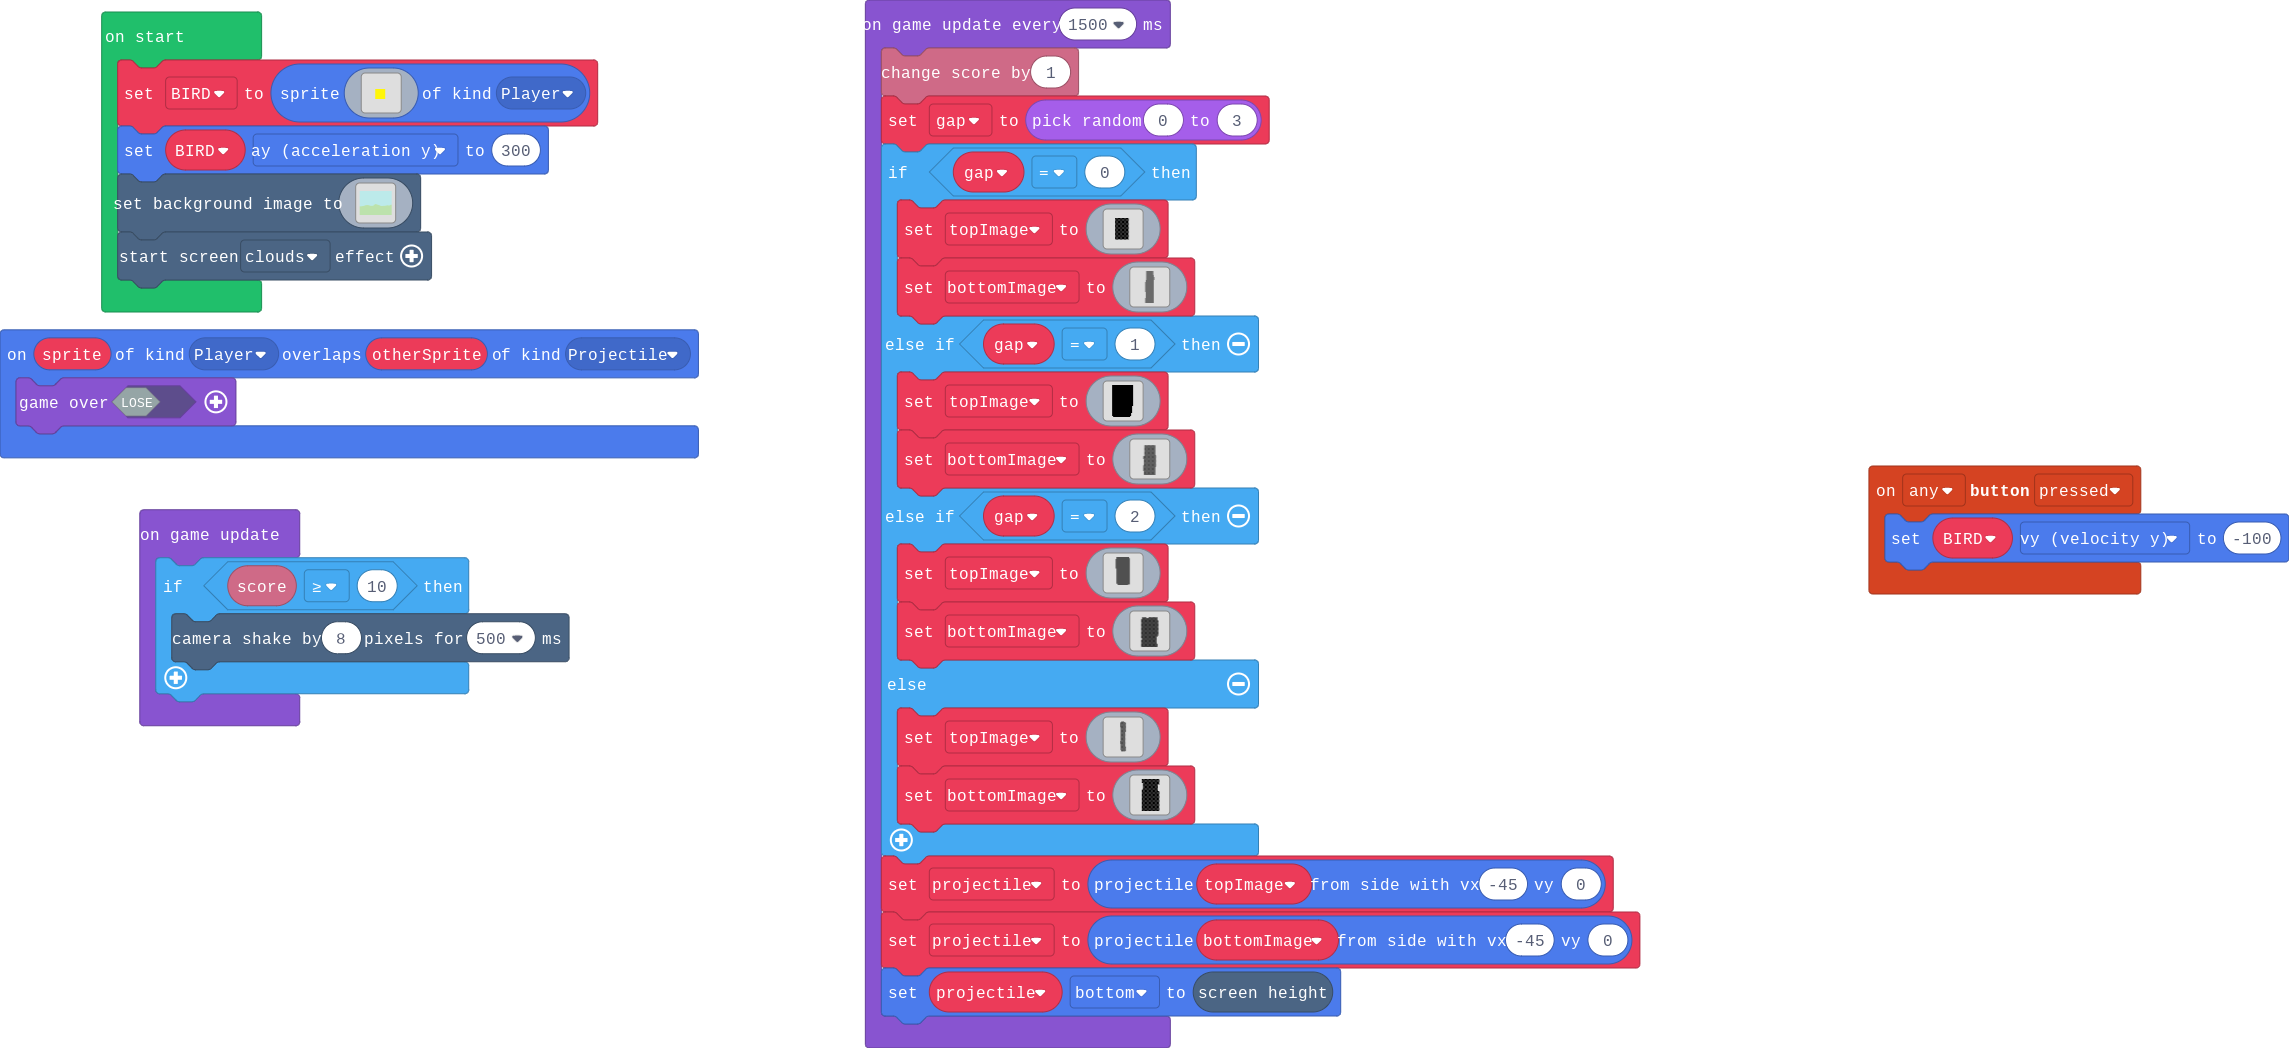 on start
set BIRD to sprite of kind Player
set BIRD ay (acceleration y) to 300
set background image to
start screen clouds effect
on sprite of kind Player overlaps otherSprite of kind Projectile
game over LOSE
on game update
if score ≥ 10 then
camera shake by 8 pixels for 500 ms
on game update every 1500 ms
change score by 1
set gap to pick random 0 to 3
if gap = 0 then
set topImage to
set bottomImage to
else if gap = 1 then
set topImage to
set bottomImage to
else if gap = 2 then
set topImage to
set bottomImage to
else
set topImage to
set bottomImage to
set projectile to projectile topImage from side with vx -45 vy 0
set projectile to projectile bottomImage from side with vx -45 vy 0
set projectile bottom to screen height
on any button pressed
set BIRD vy (velocity y) to -100